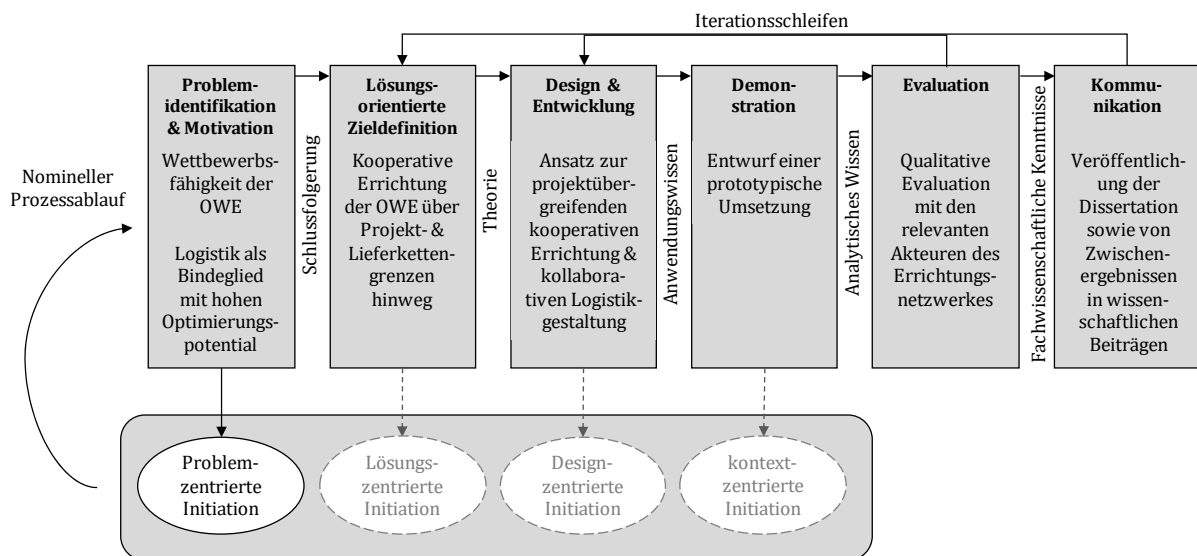 Iterationsschleifen
Nomineller
Prozessablauf
Problem-
identifikation
& Motivation
Wettbewerbs-
fähigkeit der
OWE
Logistik als
Bindeglied
mit hohen
Optimierungs-
potential
Schlussfolgerung
Lösungs-
orientierte
Zieldefinition
Kooperative
Errichtung
der OWE über
Projekt- &
Lieferketten-
grenzen
hinweg
Theorie
Design &
Entwicklung
Ansatz zur
projektüber-
greifenden
kooperativen
Errichtung &
kollabora-
tiven Logistik-
gestaltung
Anwendungswissen
Demon-
stration
Entwurf einer
prototypische
Umsetzung
Analytisches Wissen
Evaluation
Qualitative
Evaluation
mit den
relevanten
Akteuren des
Errichtungs-
netzwerkes
Fachwissenschaftliche Kenntnisse
Kommu-
nikation
Veröffentlich-
ung der
Dissertation
sowie von
Zwischen-
ergebnissen
in wissen-
schaftlichen
Beiträgen
Problem-
zentrierte
Initiation
Lösungs-
zentrierte
Initiation
Design-
zentrierte
Initiation
kontext-
zentrierte
Initiation